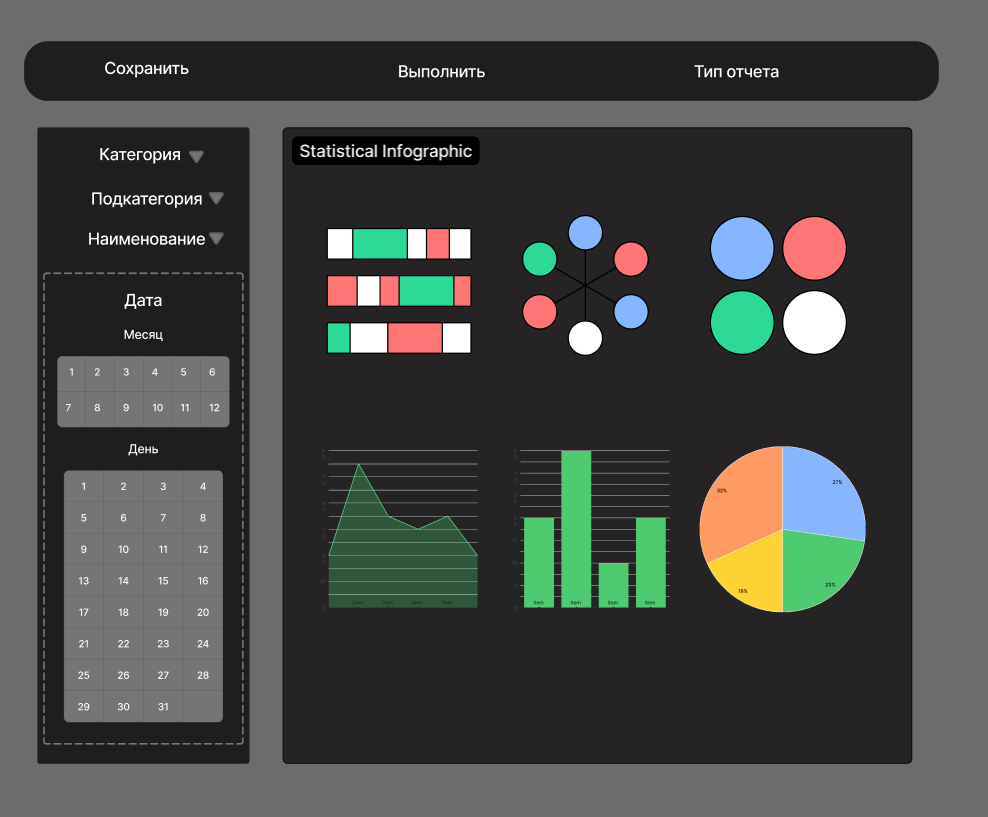 Сохранить
Выполнить
Тип отчета
Категория
Подкатегория
Наименование
Дата
Месяц
1 2 3 4 5 6
7 8 9 10 11 12
День
1 2 3 4
5 6 7 8
9 10 11 12
13 14 15 16
17 18 19 20
21 22 23 24
25 26 27 28
29 30 31
Statistical Infographic
Item Item Item Item
Item Item Item Item
32%
27%
18%
23%